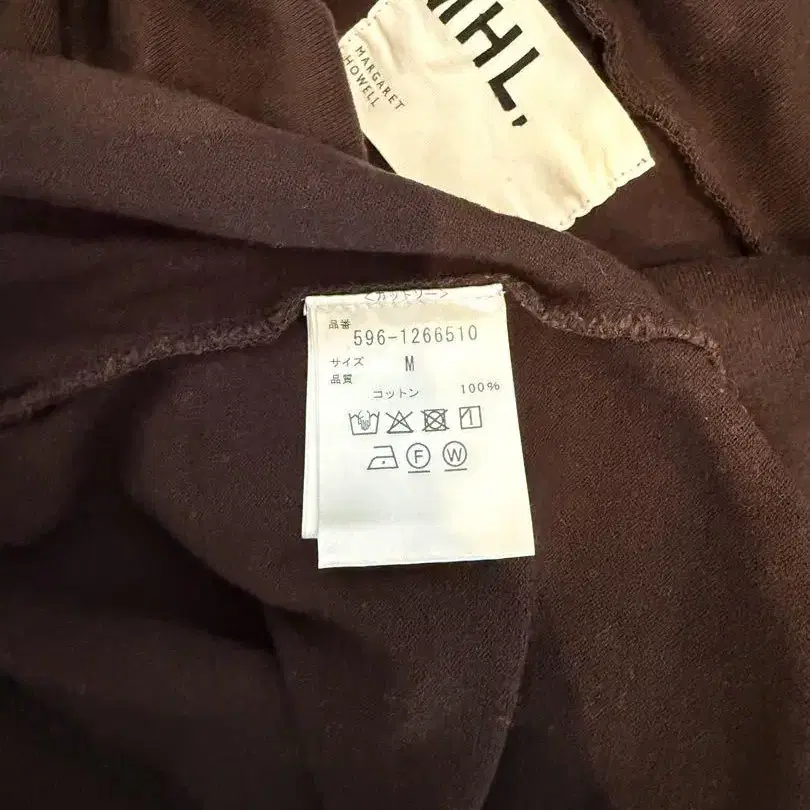 MHL.
MARGARET
HOWELL
<カットソー>
品番
596-1266510
サイズ M
品質
コットン 100%
F W